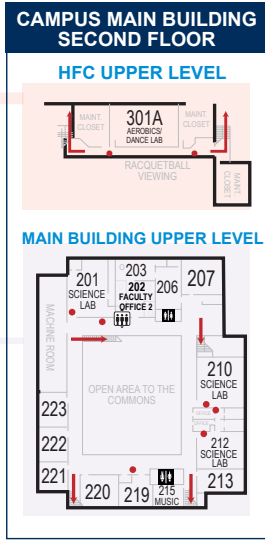 CAMPUS MAIN BUILDING
SECOND FLOOR
HFC UPPER LEVEL
MAINT.
CLOSET
301A
AEROBICS/
DANCE LAB
MAINT.
CLOSET
RACQUETBALL
VIEWING
MAINT.
CLOSET
MAIN BUILDING UPPER LEVEL
201
SCIENCE
LAB
203
202
FACULTY
OFFICE 2
206
207
MACHINE ROOM
OPEN AREA TO THE
COMMONS
210
SCIENCE
LAB
OFFICE
OFFICE
212
SCIENCE
LAB
213
223
222
221
220
219
215
MUSIC